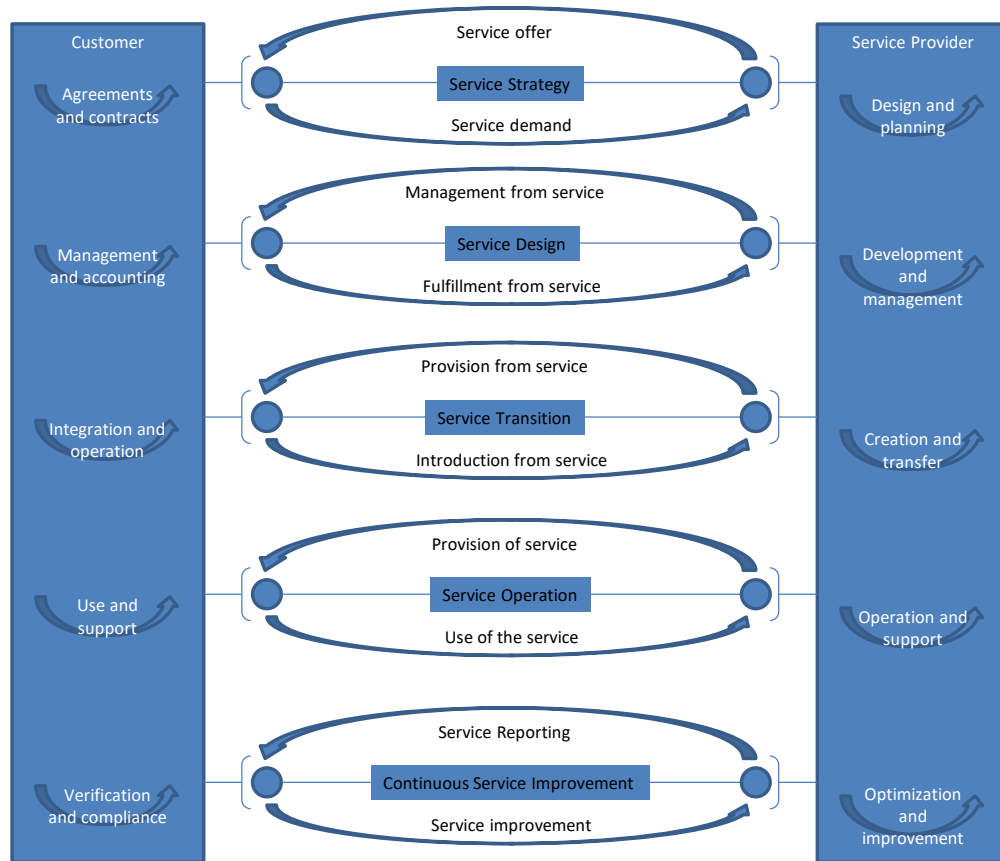 Customer
Service offer
Service Provider
Agreements
and contracts
Service Strategy
Design and
planning
Service demand
Management from service
Management
and accounting
Service Design
Development
and
management
Fulfillment from service
Provision from service
Integration and
operation
Service Transition
Creation and
transfer
Introduction from service
Provision of service
Use and
support
Service Operation
Operation and
support
Use of the service
Service Reporting
Verification
and compliance
Continuous Service Improvement
Optimization
and
improvement
Service improvement